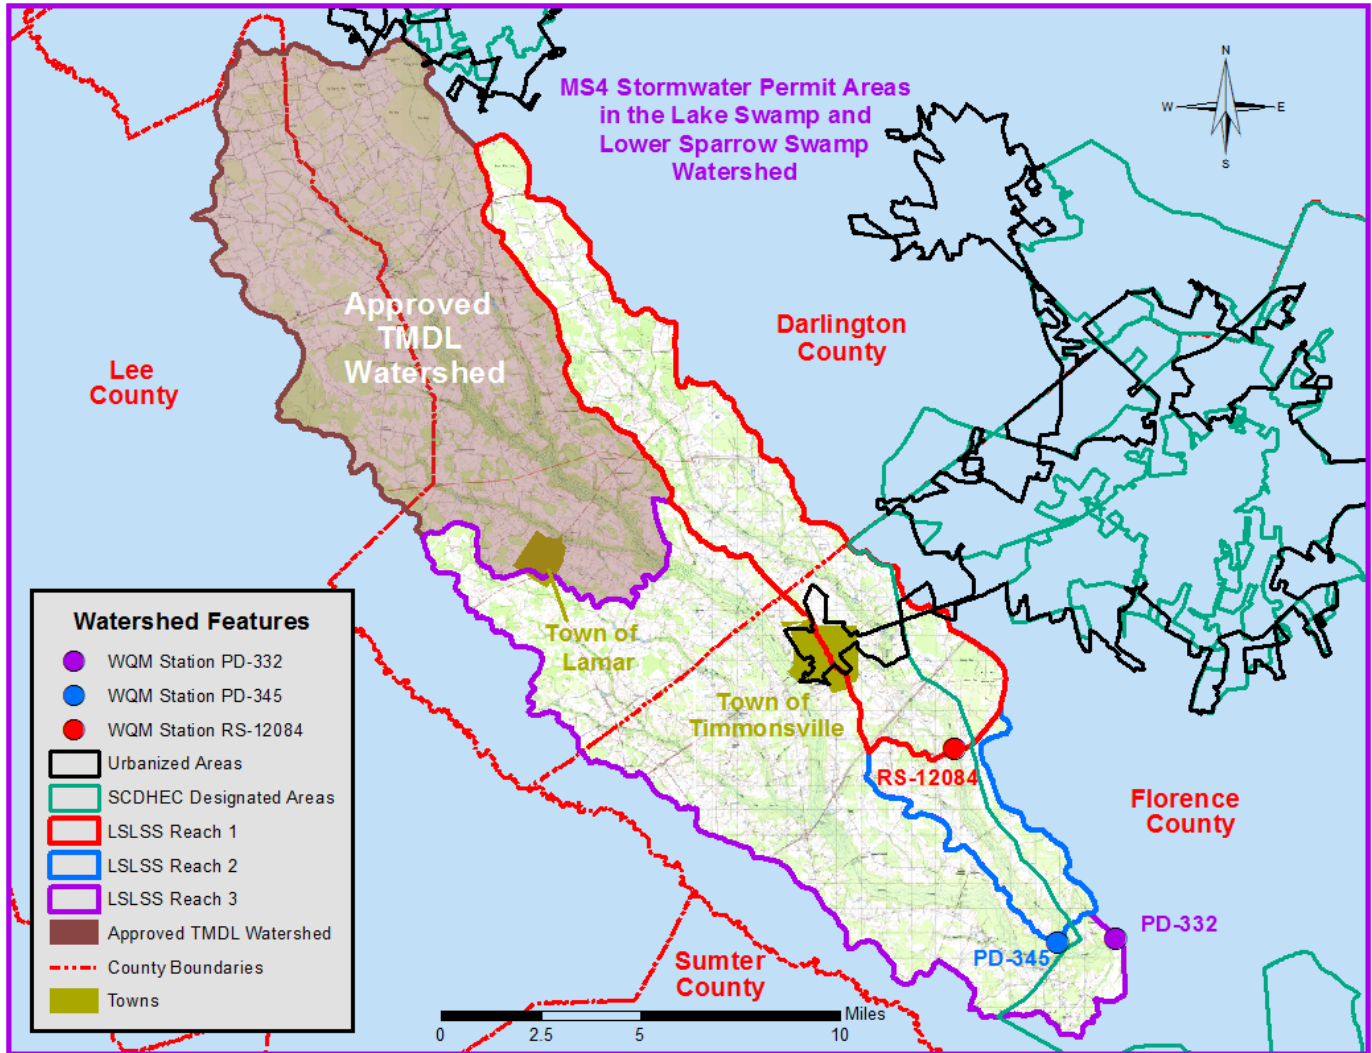 MS4 Stormwater Permit Areas
in the Lake Swamp and
Lower Sparrow Swamp
Watershed
N
W
E
S
Approved
TMDL
Watershed
Darlington
County
Lee
County
Town of
Lamar
Town of
Timmonsville
RS-12084
Florence
County
PD-332
PD-345
Sumter
County
Watershed Features
WQM Station PD-332
WQM Station PD-345
WQM Station RS-12084
Urbanized Areas
SCDHEC Designated Areas
LSLSS Reach 1
LSLSS Reach 2
LSLSS Reach 3
Approved TMDL Watershed
County Boundaries
Towns
Miles
0 2.5 5 10